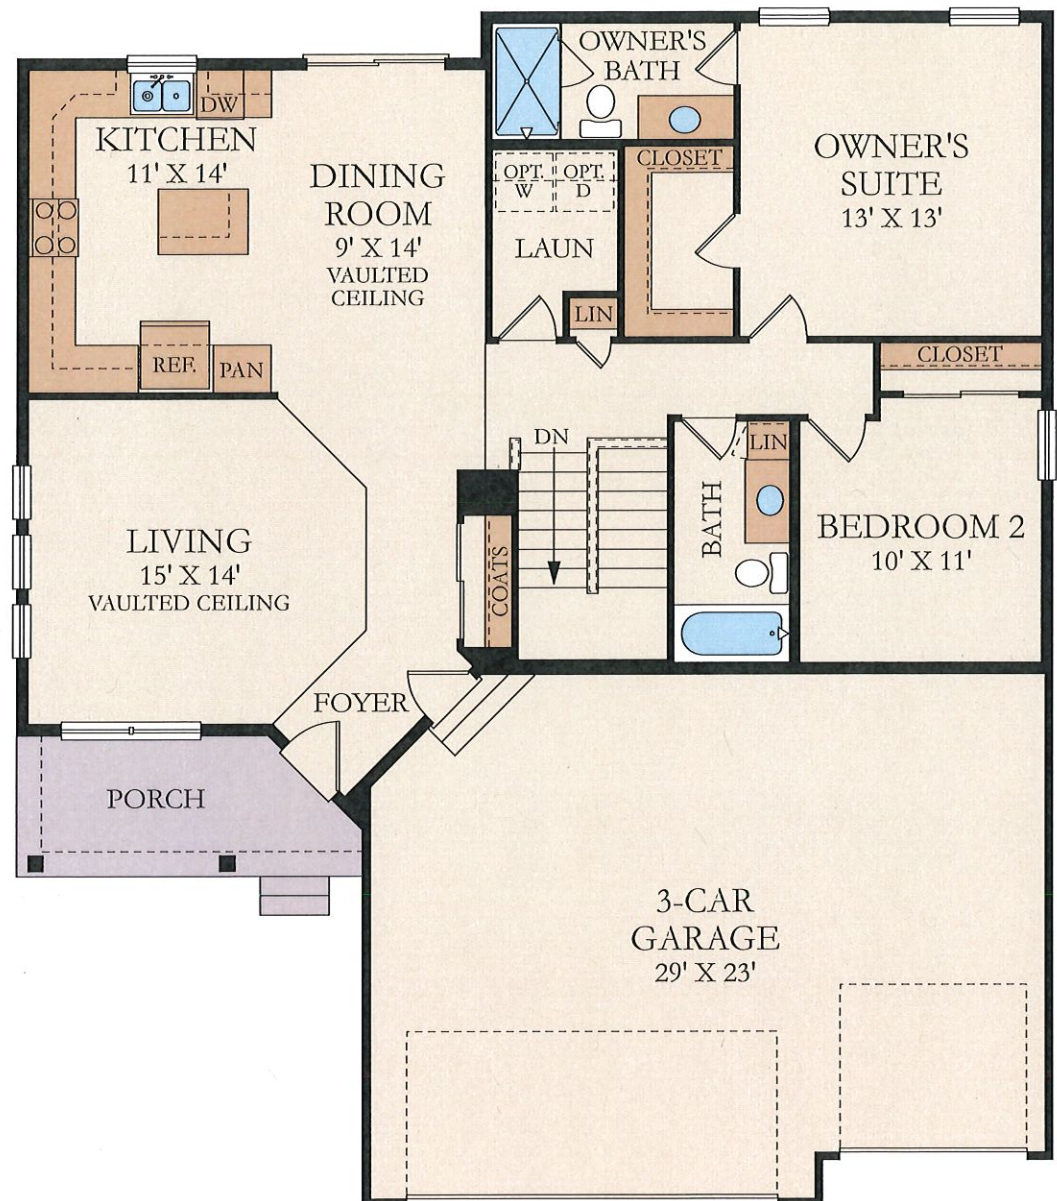 OWNER'S
BATH
DW
KITCHEN
11' X 14'
DINING
ROOM
9' X 14'
VAULTED
CEILING
OPT.
W
OPT.
D
LAUN
LIN
CLOSET
OWNER'S
SUITE
13' X 13'
REF.
PAN
CLOSET
DN
LIN
BATH
BEDROOM 2
10' X 11'
LIVING
15' X 14'
VAULTED CEILING
COATS
FOYER
PORCH
3-CAR
GARAGE
29' X 23'